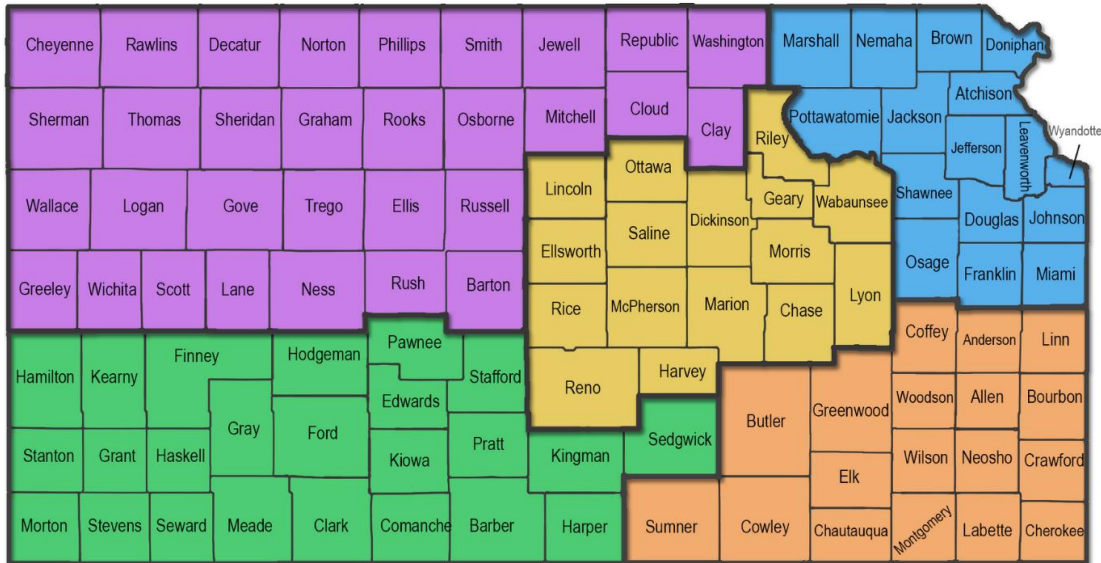 Cheyenne
Rawlins
Decatur
Norton
Phillips
Smith
Jewell
Republic
Washington
Marshall
Nemaha
Brown
Doniphan
Sherman
Thomas
Sheridan
Graham
Rooks
Osborne
Mitchell
Cloud
Clay
Riley
Pottawatomie
Jackson
Atchison
Jefferson
Leavenworth
Wyandotte
Wallace
Logan
Gove
Trego
Ellis
Russell
Lincoln
Ottawa
Saline
Dickinson
Geary
Wabaunsee
Shawnee
Douglas
Johnson
Greeley
Wichita
Scott
Lane
Ness
Rush
Barton
Ellsworth
Rice
McPherson
Marion
Morris
Chase
Lyon
Osage
Franklin
Miami
Hamilton
Kearny
Finney
Hodgeman
Pawnee
Edwards
Stafford
Reno
Harvey
Butler
Greenwood
Coffey
Anderson
Linn
Woodson
Allen
Bourbon
Stanton
Grant
Haskell
Gray
Ford
Kiowa
Pratt
Kingman
Sedgwick
Elk
Wilson
Neosho
Crawford
Morton
Stevens
Seward
Meade
Clark
Comanche
Barber
Harper
Sumner
Cowley
Chautauqua
Montgomery
Labette
Cherokee